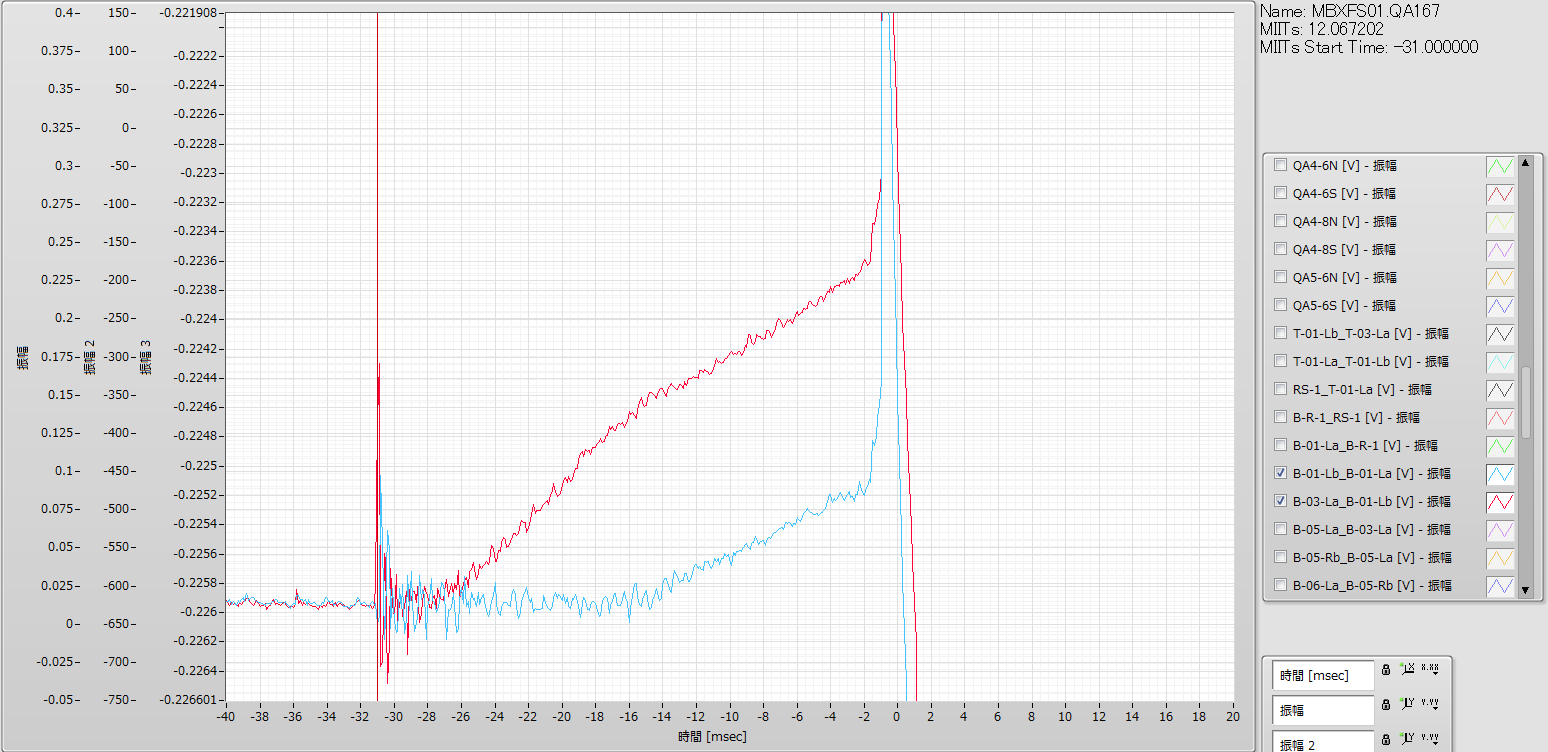 Name: MBXFS01.QA167
MIITs: 12.067202
MIITs Start Time: -31.000000
0.4
0.375
0.35
0.325
0.3
0.275
0.25
0.225
0.2
0.175
0.15
0.125
0.1
0.075
0.05
0.025
0
-0.025
-0.05
振幅
150
100
50
0
-50
-100
-150
-200
-250
-300
-350
-400
-450
-500
-550
-600
-650
-700
-750
振幅 2
-0.221908
-0.2222
-0.2224
-0.2226
-0.2228
-0.223
-0.2232
-0.2234
-0.2236
-0.2238
-0.224
-0.2242
-0.2244
-0.2246
-0.2248
-0.225
-0.2252
-0.2254
-0.2256
-0.2258
-0.226
-0.2262
-0.2264
-0.226601
振幅 3
-40 -38 -36 -34 -32 -30 -28 -26 -24 -22 -20 -18 -16 -14 -12 -10 -8 -6 -4 -2 0 2 4 6 8 10 12 14 16 18 20
時間 [msec]
QA4-6N [V] - 振幅
QA4-6S [V] - 振幅
QA4-8N [V] - 振幅
QA4-8S [V] - 振幅
QA5-6N [V] - 振幅
QA5-6S [V] - 振幅
T-01-Lb_T-03-La [V] - 振幅
T-01-La_T-01-Lb [V] - 振幅
RS-1_T-01-La [V] - 振幅
B-R-1_RS-1 [V] - 振幅
B-01-La_B-R-1 [V] - 振幅
B-01-Lb_B-01-La [V] - 振幅
B-03-La_B-01-Lb [V] - 振幅
B-05-La_B-03-La [V] - 振幅
B-05-Rb_B-05-La [V] - 振幅
B-06-La_B-05-Rb [V] - 振幅
時間 [msec] X X.XX
振幅 Y Y.YY
振幅 2 Y Y.YY